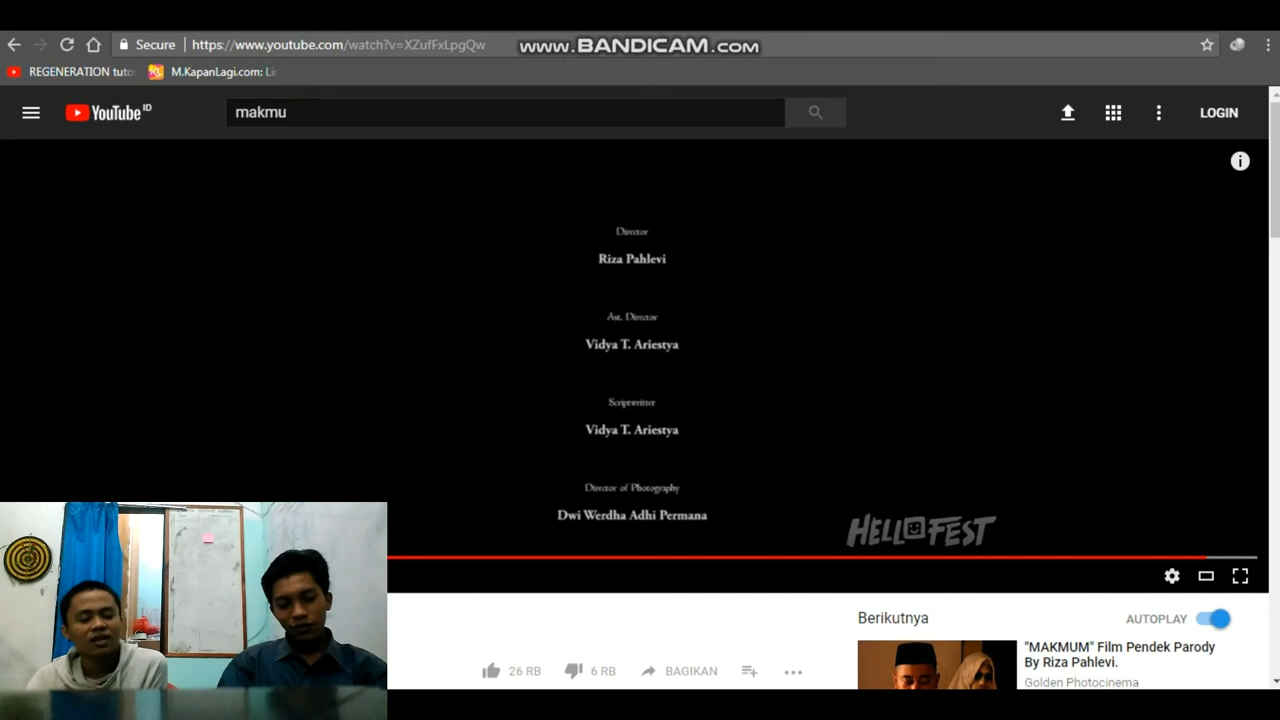 Secure
https://www.youtube.com/watch?v=XZufFxLpgQw
www.BANDICAM.com
REGENERATION tuto
M.KapanLagi.com: Li
YouTube ID
makmu
LOGIN
Director
Riza Pahlevi
Ast. Director
Vidya T. Ariestya
Scriptwritter
Vidya T. Ariestya
Director of Photography
Dwi Werdha Adhi Permana
HELLOFEST
Berikutnya
AUTOPLAY
26 RB
6 RB
BAGIKAN
"MAKMUM" Film Pendek Parody
By Riza Pahlevi.
Golden Photocinema